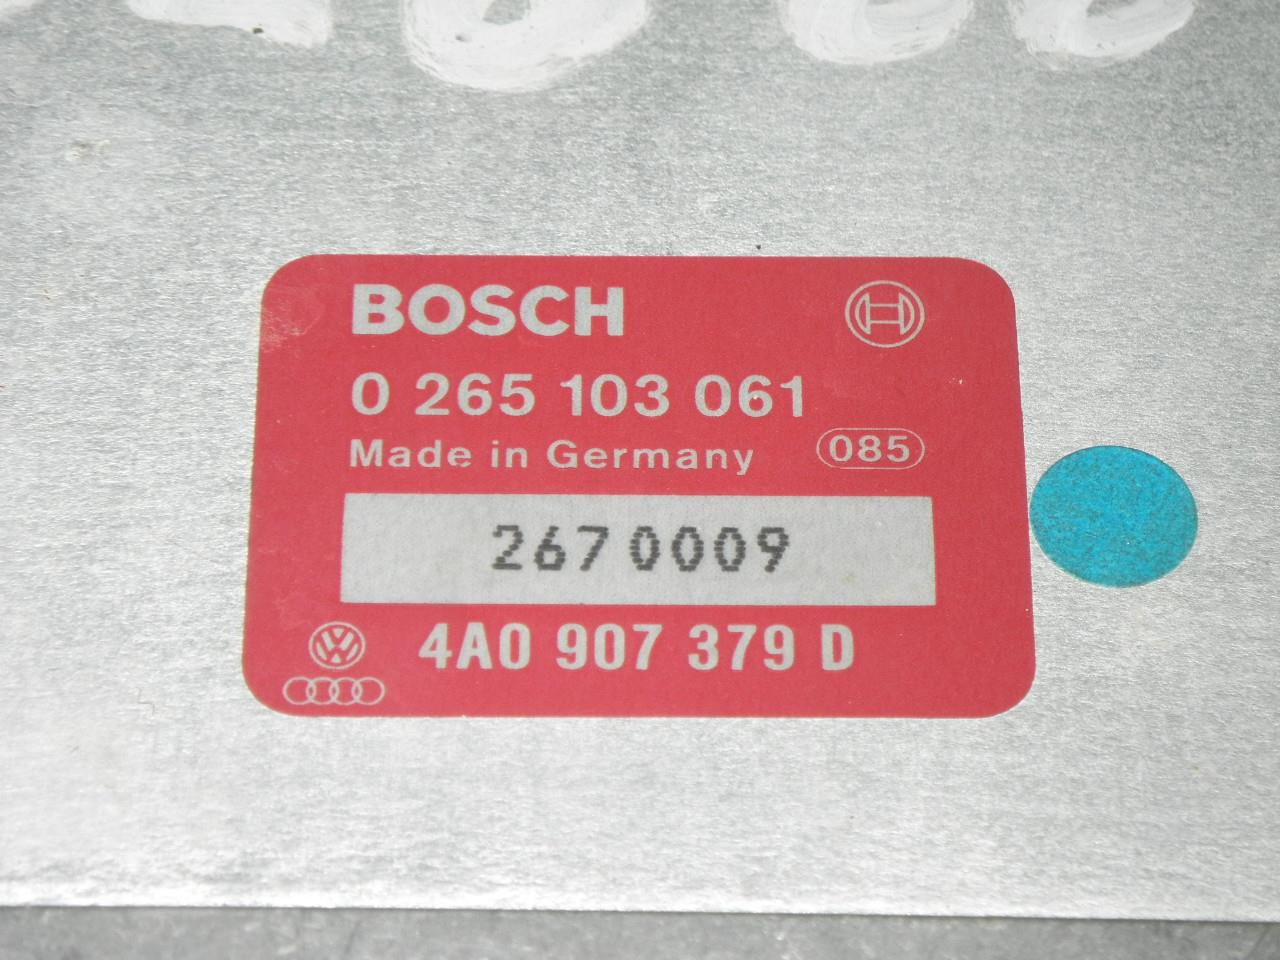 BOSCH
0 265 103 061
Made in Germany 085
2670009
4A0 907 379 D